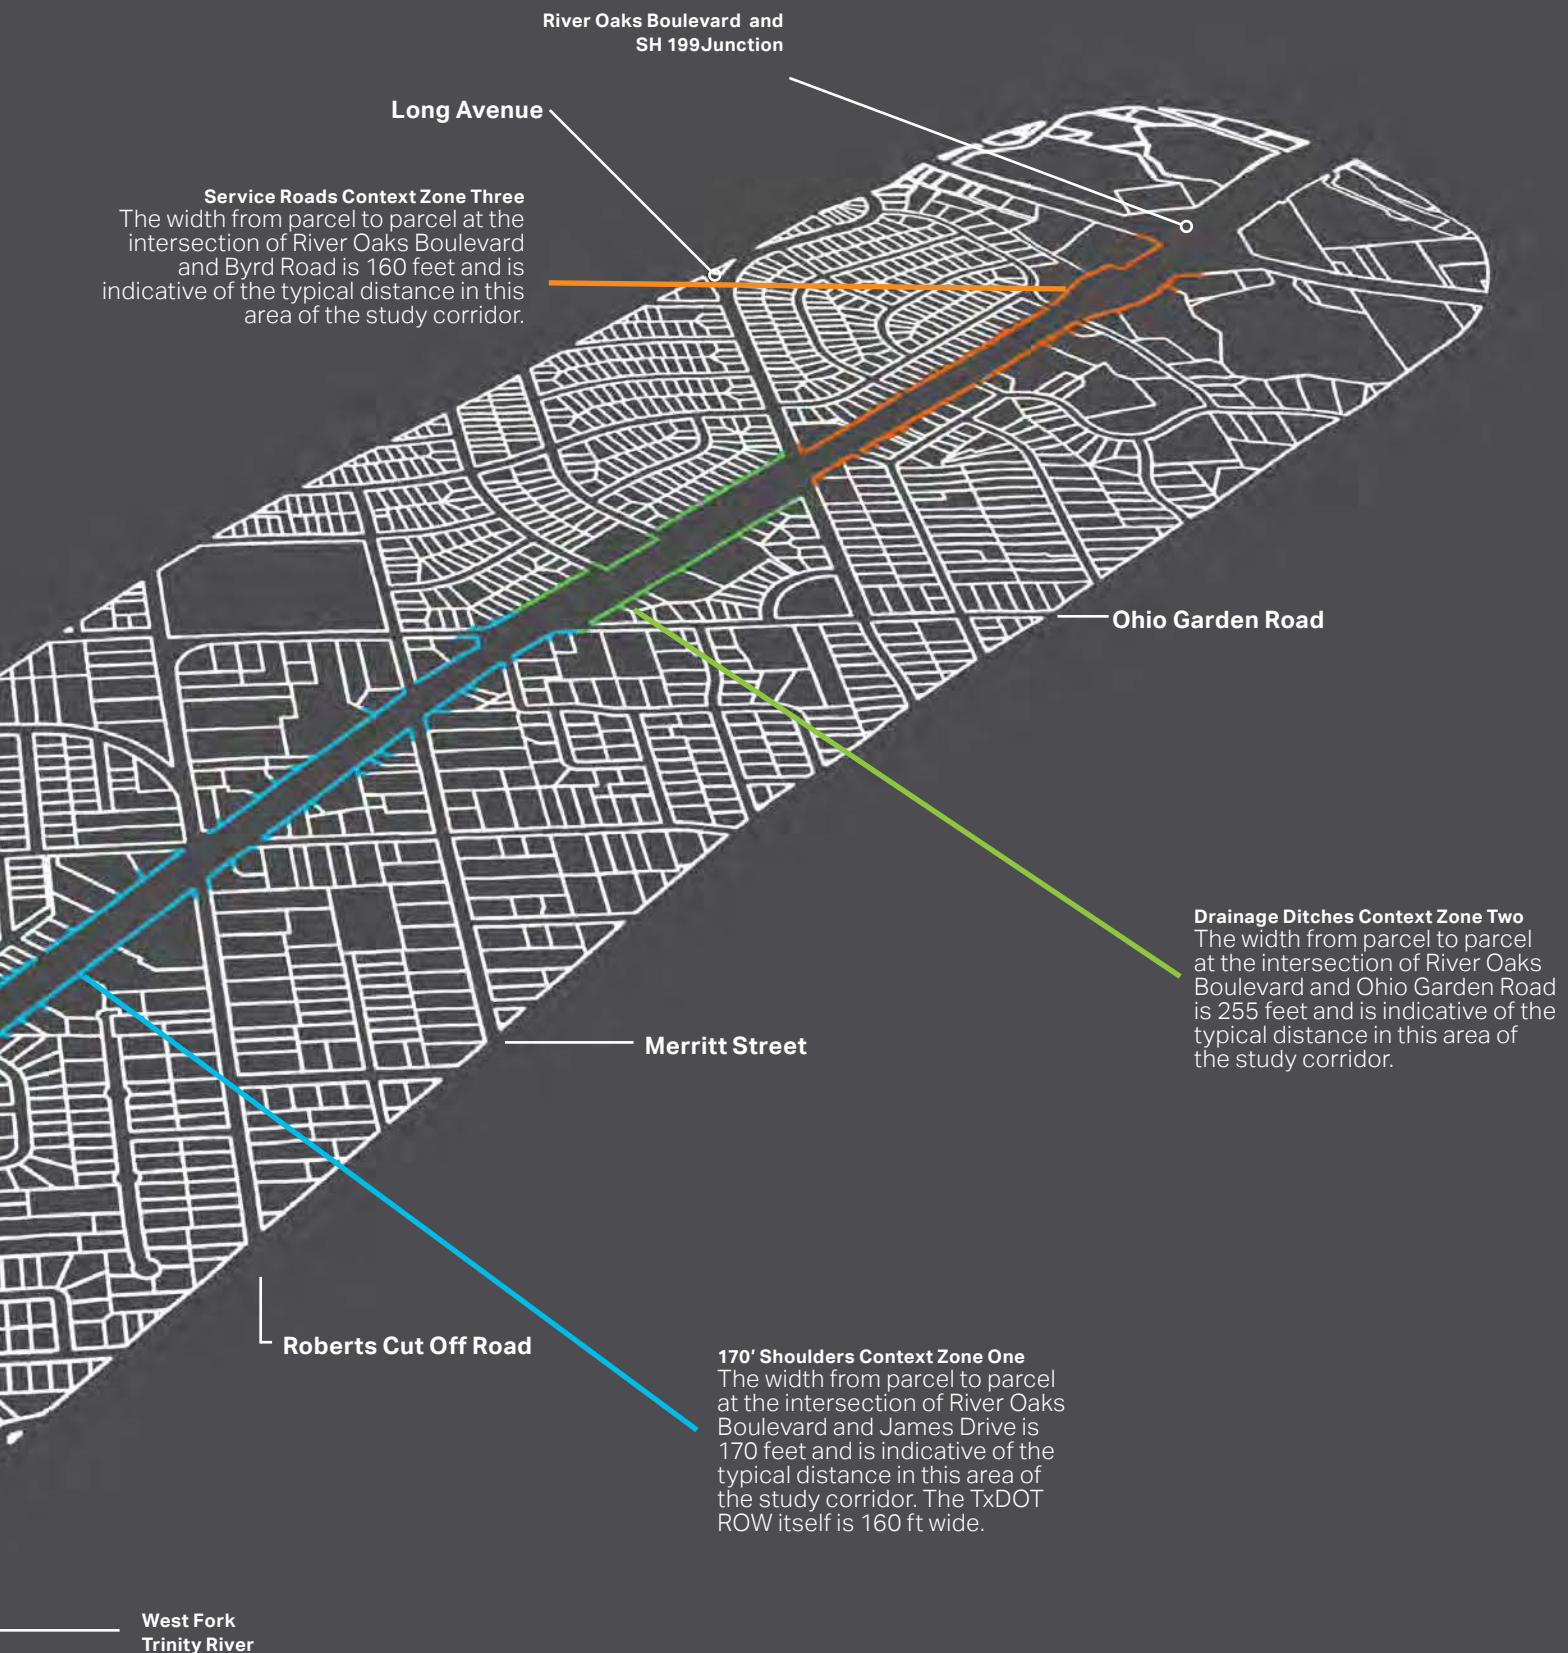 River Oaks Boulevard and
SH 199Junction
Long Avenue
Service Roads Context Zone Three
The width from parcel to parcel at the
intersection of River Oaks Boulevard
and Byrd Road is 160 feet and is
indicative of the typical distance in this
area of the study corridor.
Ohio Garden Road
Drainage Ditches Context Zone Two
The width from parcel to parcel
at the intersection of River Oaks
Boulevard and Ohio Garden Road
is 255 feet and is indicative of the
typical distance in this area of
the study corridor.
Merritt Street
Roberts Cut Off Road
170’ Shoulders Context Zone One
The width from parcel to parcel
at the intersection of River Oaks
Boulevard and James Drive is
170 feet and is indicative of the
typical distance in this area of
the study corridor. The TxDOT
ROW itself is 160 ft wide.
West Fork
Trinity River